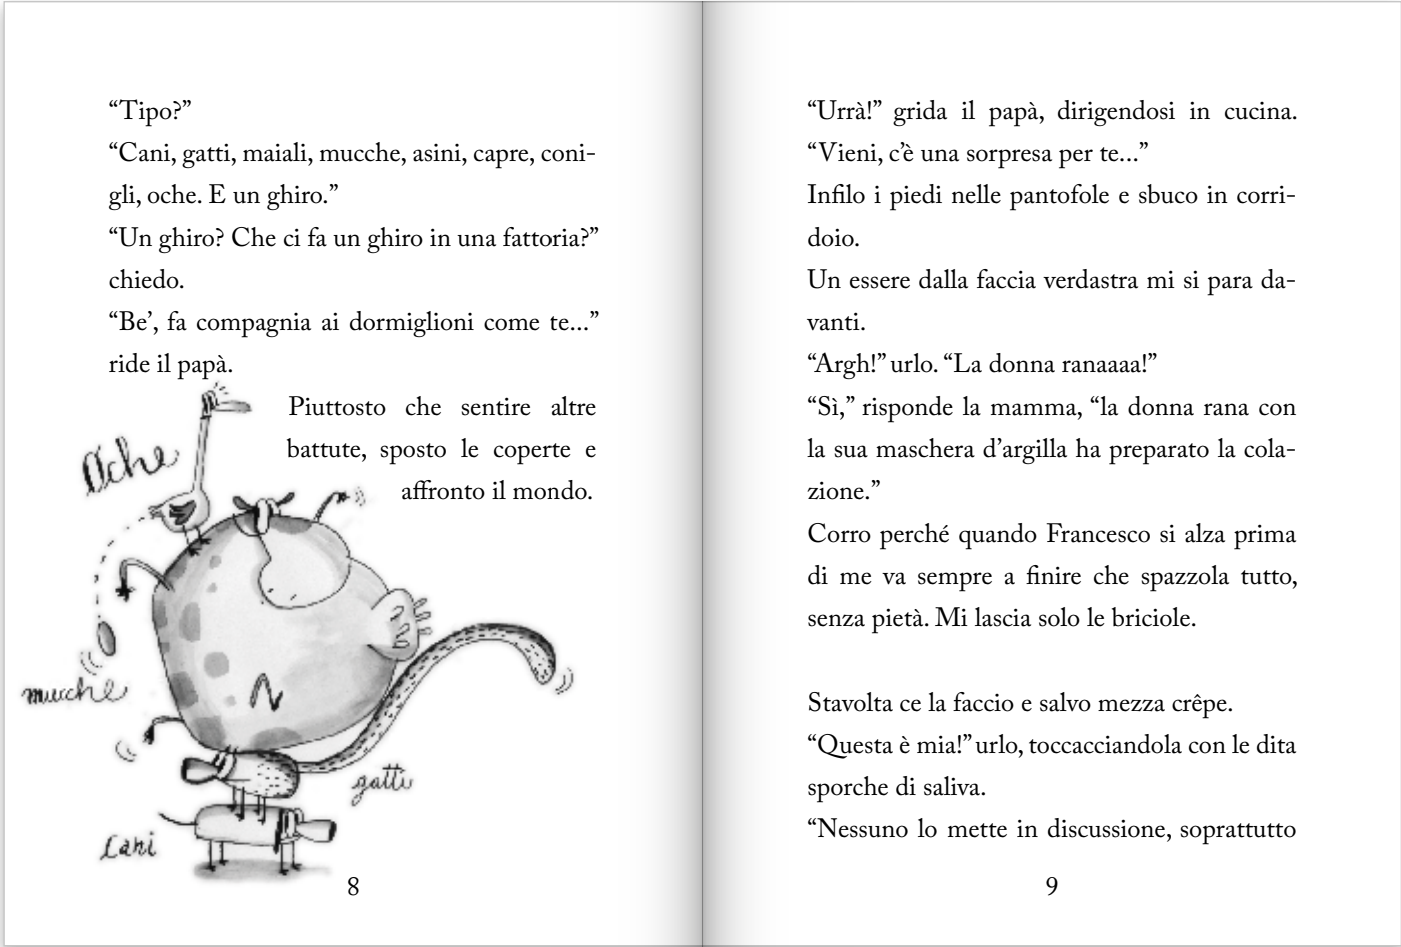 “Tipo?”
“Cani, gatti, maiali, mucche, asini, capre, coni-
gli, oche. E un ghiro.”
“Un ghiro? Che ci fa un ghiro in una fattoria?”
chiedo.
“Be’, fa compagnia ai dormiglioni come te...”
ride il papà.
Piuttosto che sentire altre
battute, sposto le coperte e
affronto il mondo.
Oche
mucche
gatti
Cani
8
“Urrà!” grida il papà, dirigendosi in cucina.
“Vieni, c’è una sorpresa per te...”
Infilo i piedi nelle pantofole e sbuco in corri-
doio.
Un essere dalla faccia verdastra mi si para da-
vanti.
“Argh!” urlo. “La donna ranaaaa!”
“Sì,” risponde la mamma, “la donna rana con
la sua maschera d’argilla ha preparato la cola-
zione.”
Corro perché quando Francesco si alza prima
di me va sempre a finire che spazzola tutto,
senza pietà. Mi lascia solo le briciole.
Stavolta ce la faccio e salvo mezza crêpe.
“Questa è mia!” urlo, toccacciandola con le dita
sporche di saliva.
“Nessuno lo mette in discussione, soprattutto
9